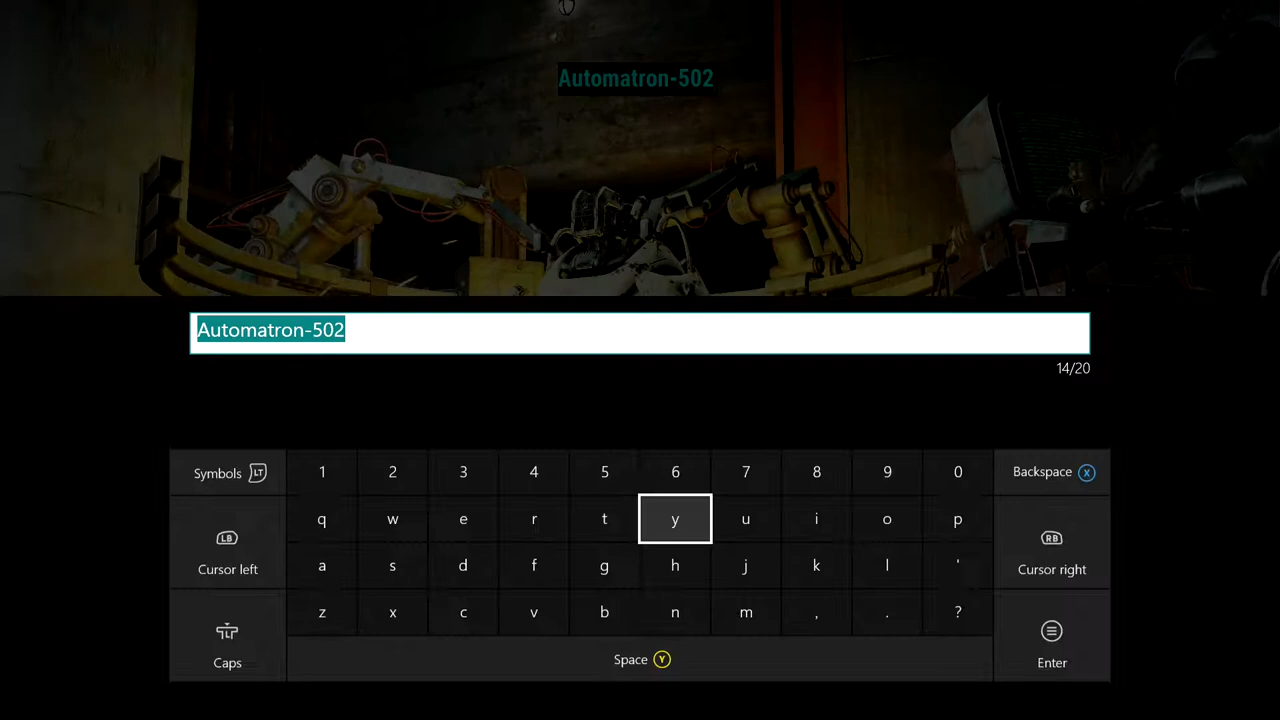 Automatron-502
Automatron-502
14/20
Symbols LT 1 2 3 4 5 6 7 8 9 0 Backspace X
q w e r t y u i o p
LB Cursor left a s d f g h j k l ' RB Cursor right
z x c v b n m , . ?
Caps Space Y Enter